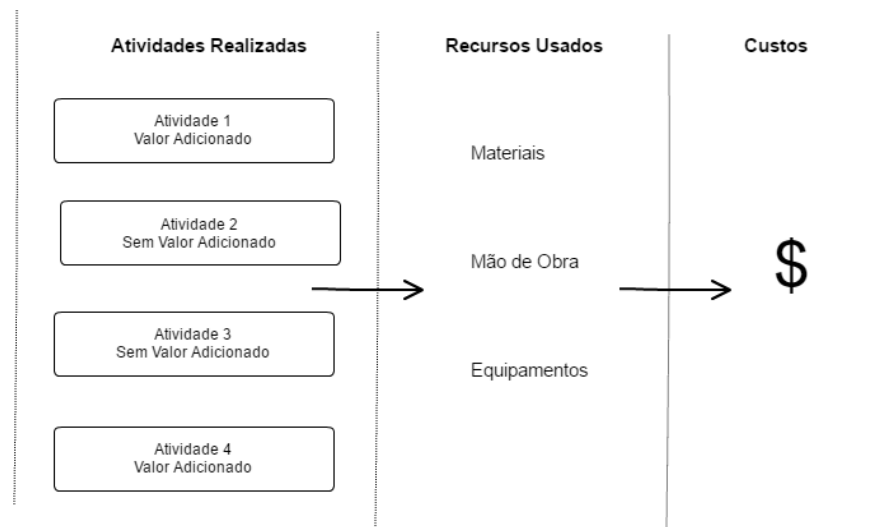 Atividades Realizadas
Recursos Usados
Custos
Atividade 1
Valor Adicionado
Atividade 2
Sem Valor Adicionado
Atividade 3
Sem Valor Adicionado
Atividade 4
Valor Adicionado
Materiais
Mão de Obra
Equipamentos
$